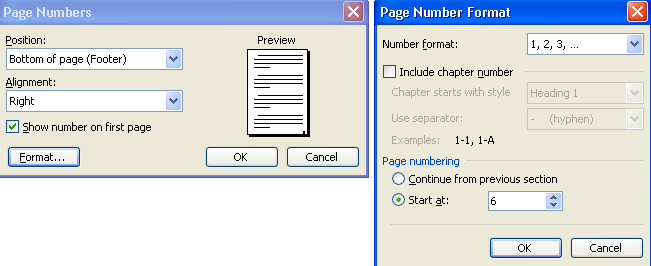 Page Numbers
Position:
Bottom of page (Footer)
Alignment:
Right
Show number on first page
Preview
Format...
OK
Cancel
Page Number Format
Number format:
1, 2, 3, ...
Include chapter number
Chapter starts with style
Heading 1
Use separator:
- (hyphen)
Examples: 1-1, 1-A
Page numbering
Continue from previous section
Start at:
6
OK
Cancel